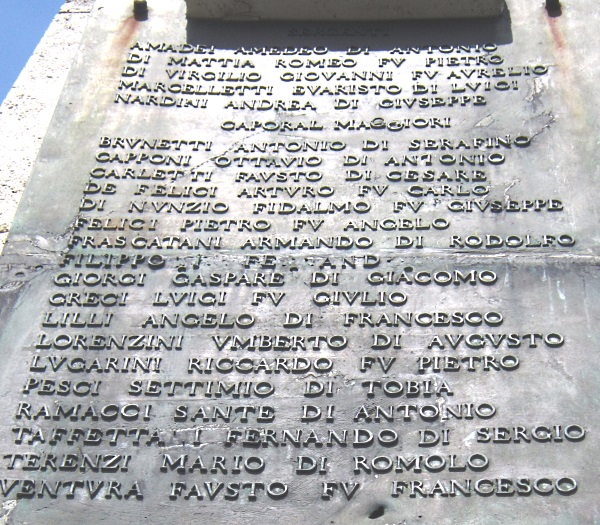 SERGENTI
AMADEI AMEDEO DI ANTONIO
DI MATTIA ROMEO FV PIETRO
DI VIRGILIO GIOVANNI FV AVRELIO
MARCELLETTI EVARISTO DI LVIGI
NARDINI ANDREA DI GIVSEPPE
CAPORAL MAGGIORI
BRVNETTI ANTONIO DI SERAFINO
CAPPONI OTTAVIO DI ANTONIO
CARLETTI FAUSTO DI CESARE
DE FELICI ARTVRO FV CARLO
DI NVNZIO FIDALMO FV GIVSEPPE
FELICI PIETRO FV ANGELO
FRASCATANI ARMANDO DI RODOLFO
FILIPPO
GIORGI GASPARE DI GIACOMO
GRECI LVIGI FV GIVLIO
LILLI ANGELO DI FRANCESCO
LORENZINI VMBERTO DI AVGVSTO
LVGARINI RICCARDO FV PIETRO
PESCI SETTIMIO DI TOBIA
RAMACCI SANTE DI ANTONIO
FERNANDO DI SERGIO
TERENZI MARIO DI ROMOLO
VENTVRA FAVSTO FV FRANCESCO